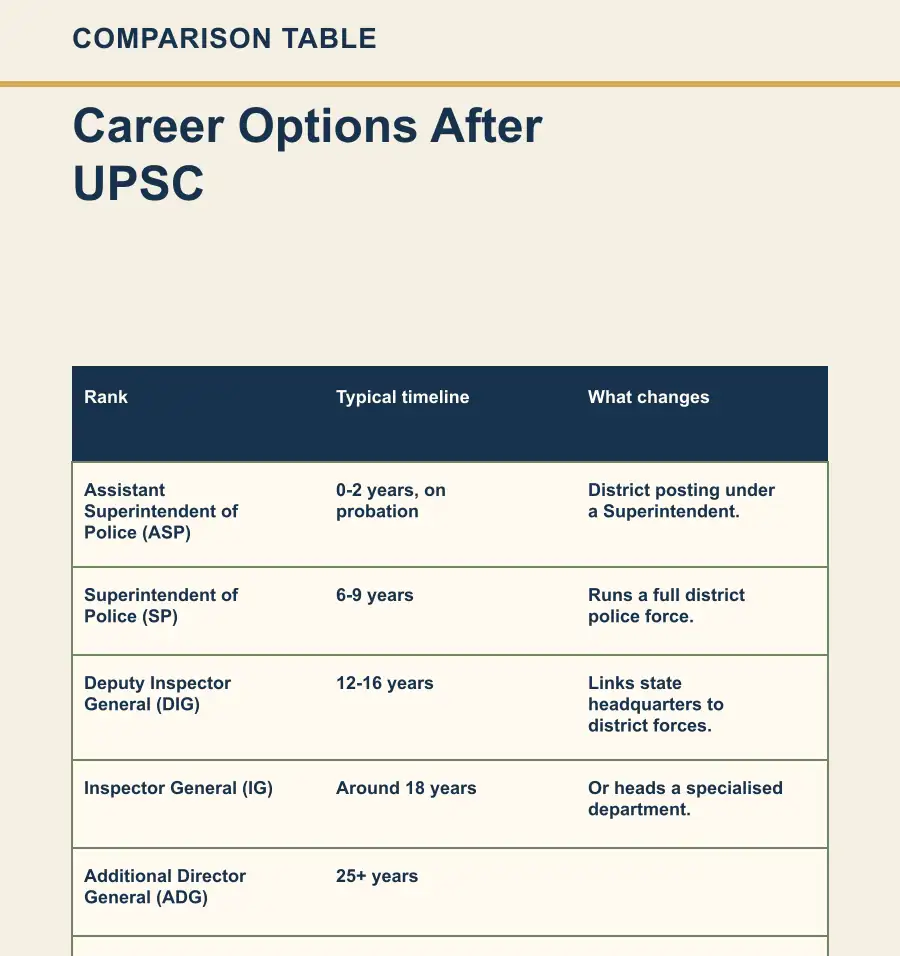 COMPARISON TABLE
Career Options After
UPSC
Rank
Typical timeline
What changes
Assistant
Superintendent of
Police (ASP)
0-2 years, on
probation
District posting under
a Superintendent.
Superintendent of
Police (SP)
6-9 years
Runs a full district
police force.
Deputy Inspector
General (DIG)
12-16 years
Links state
headquarters to
district forces.
Inspector General (IG)
Around 18 years
Or heads a specialised
department.
Additional Director
General (ADG)
25+ years